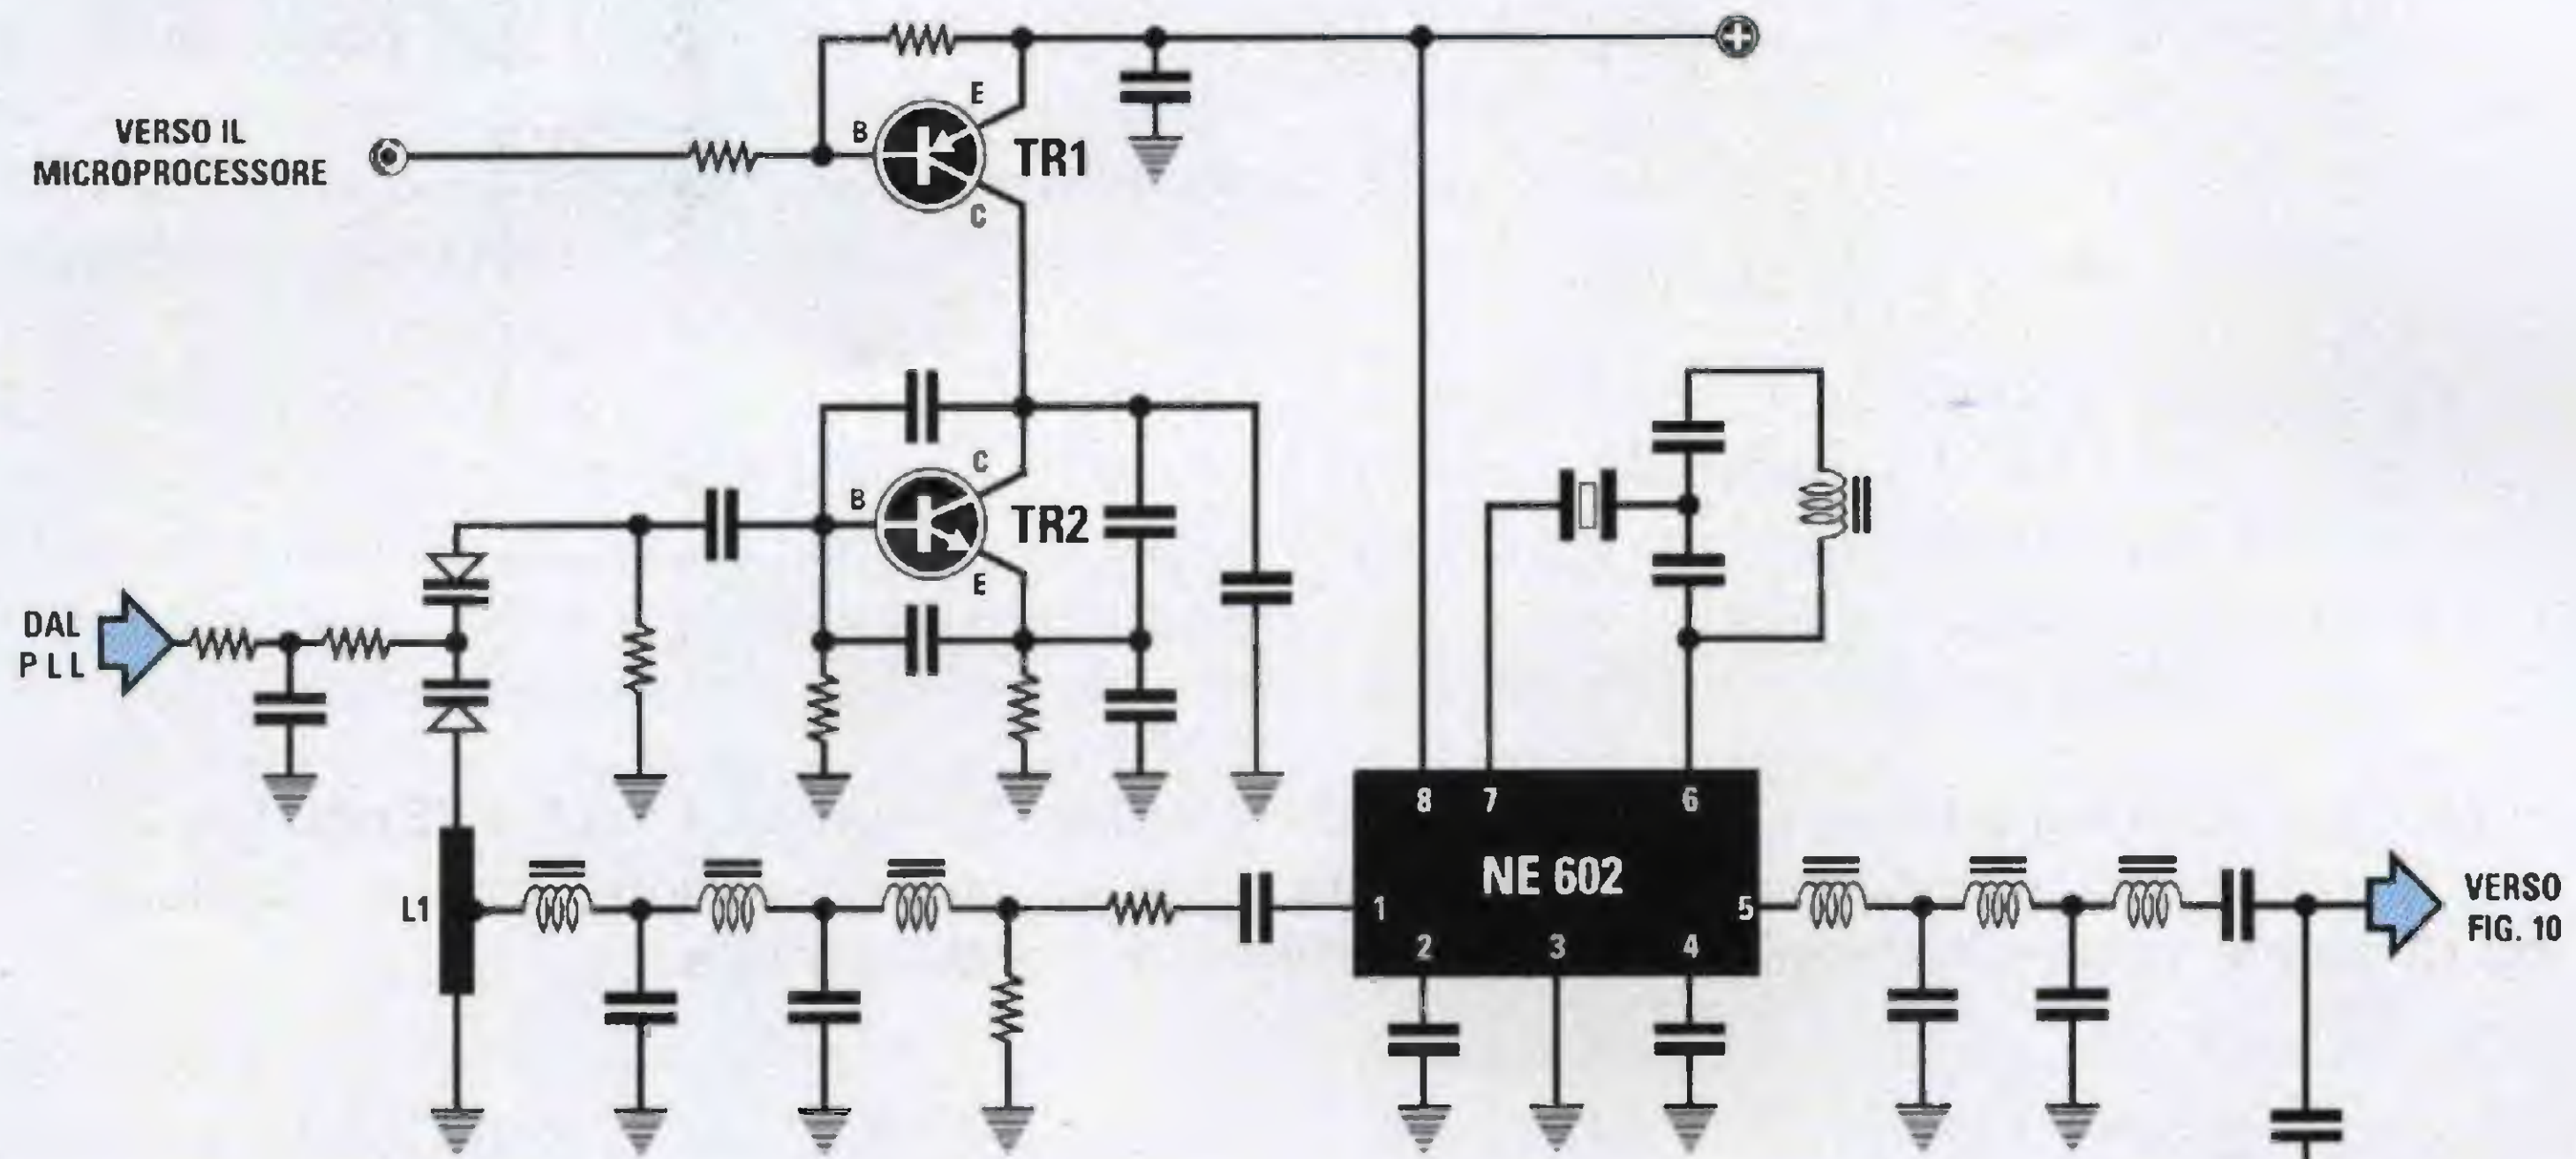 VERSO IL
MICROPROCESSORE
E
B
TR1
C
C
B
TR2
E
DAL
PLL
8 7 6
NE 602
L1
1
5
2 3 4
VERSO
FIG. 10